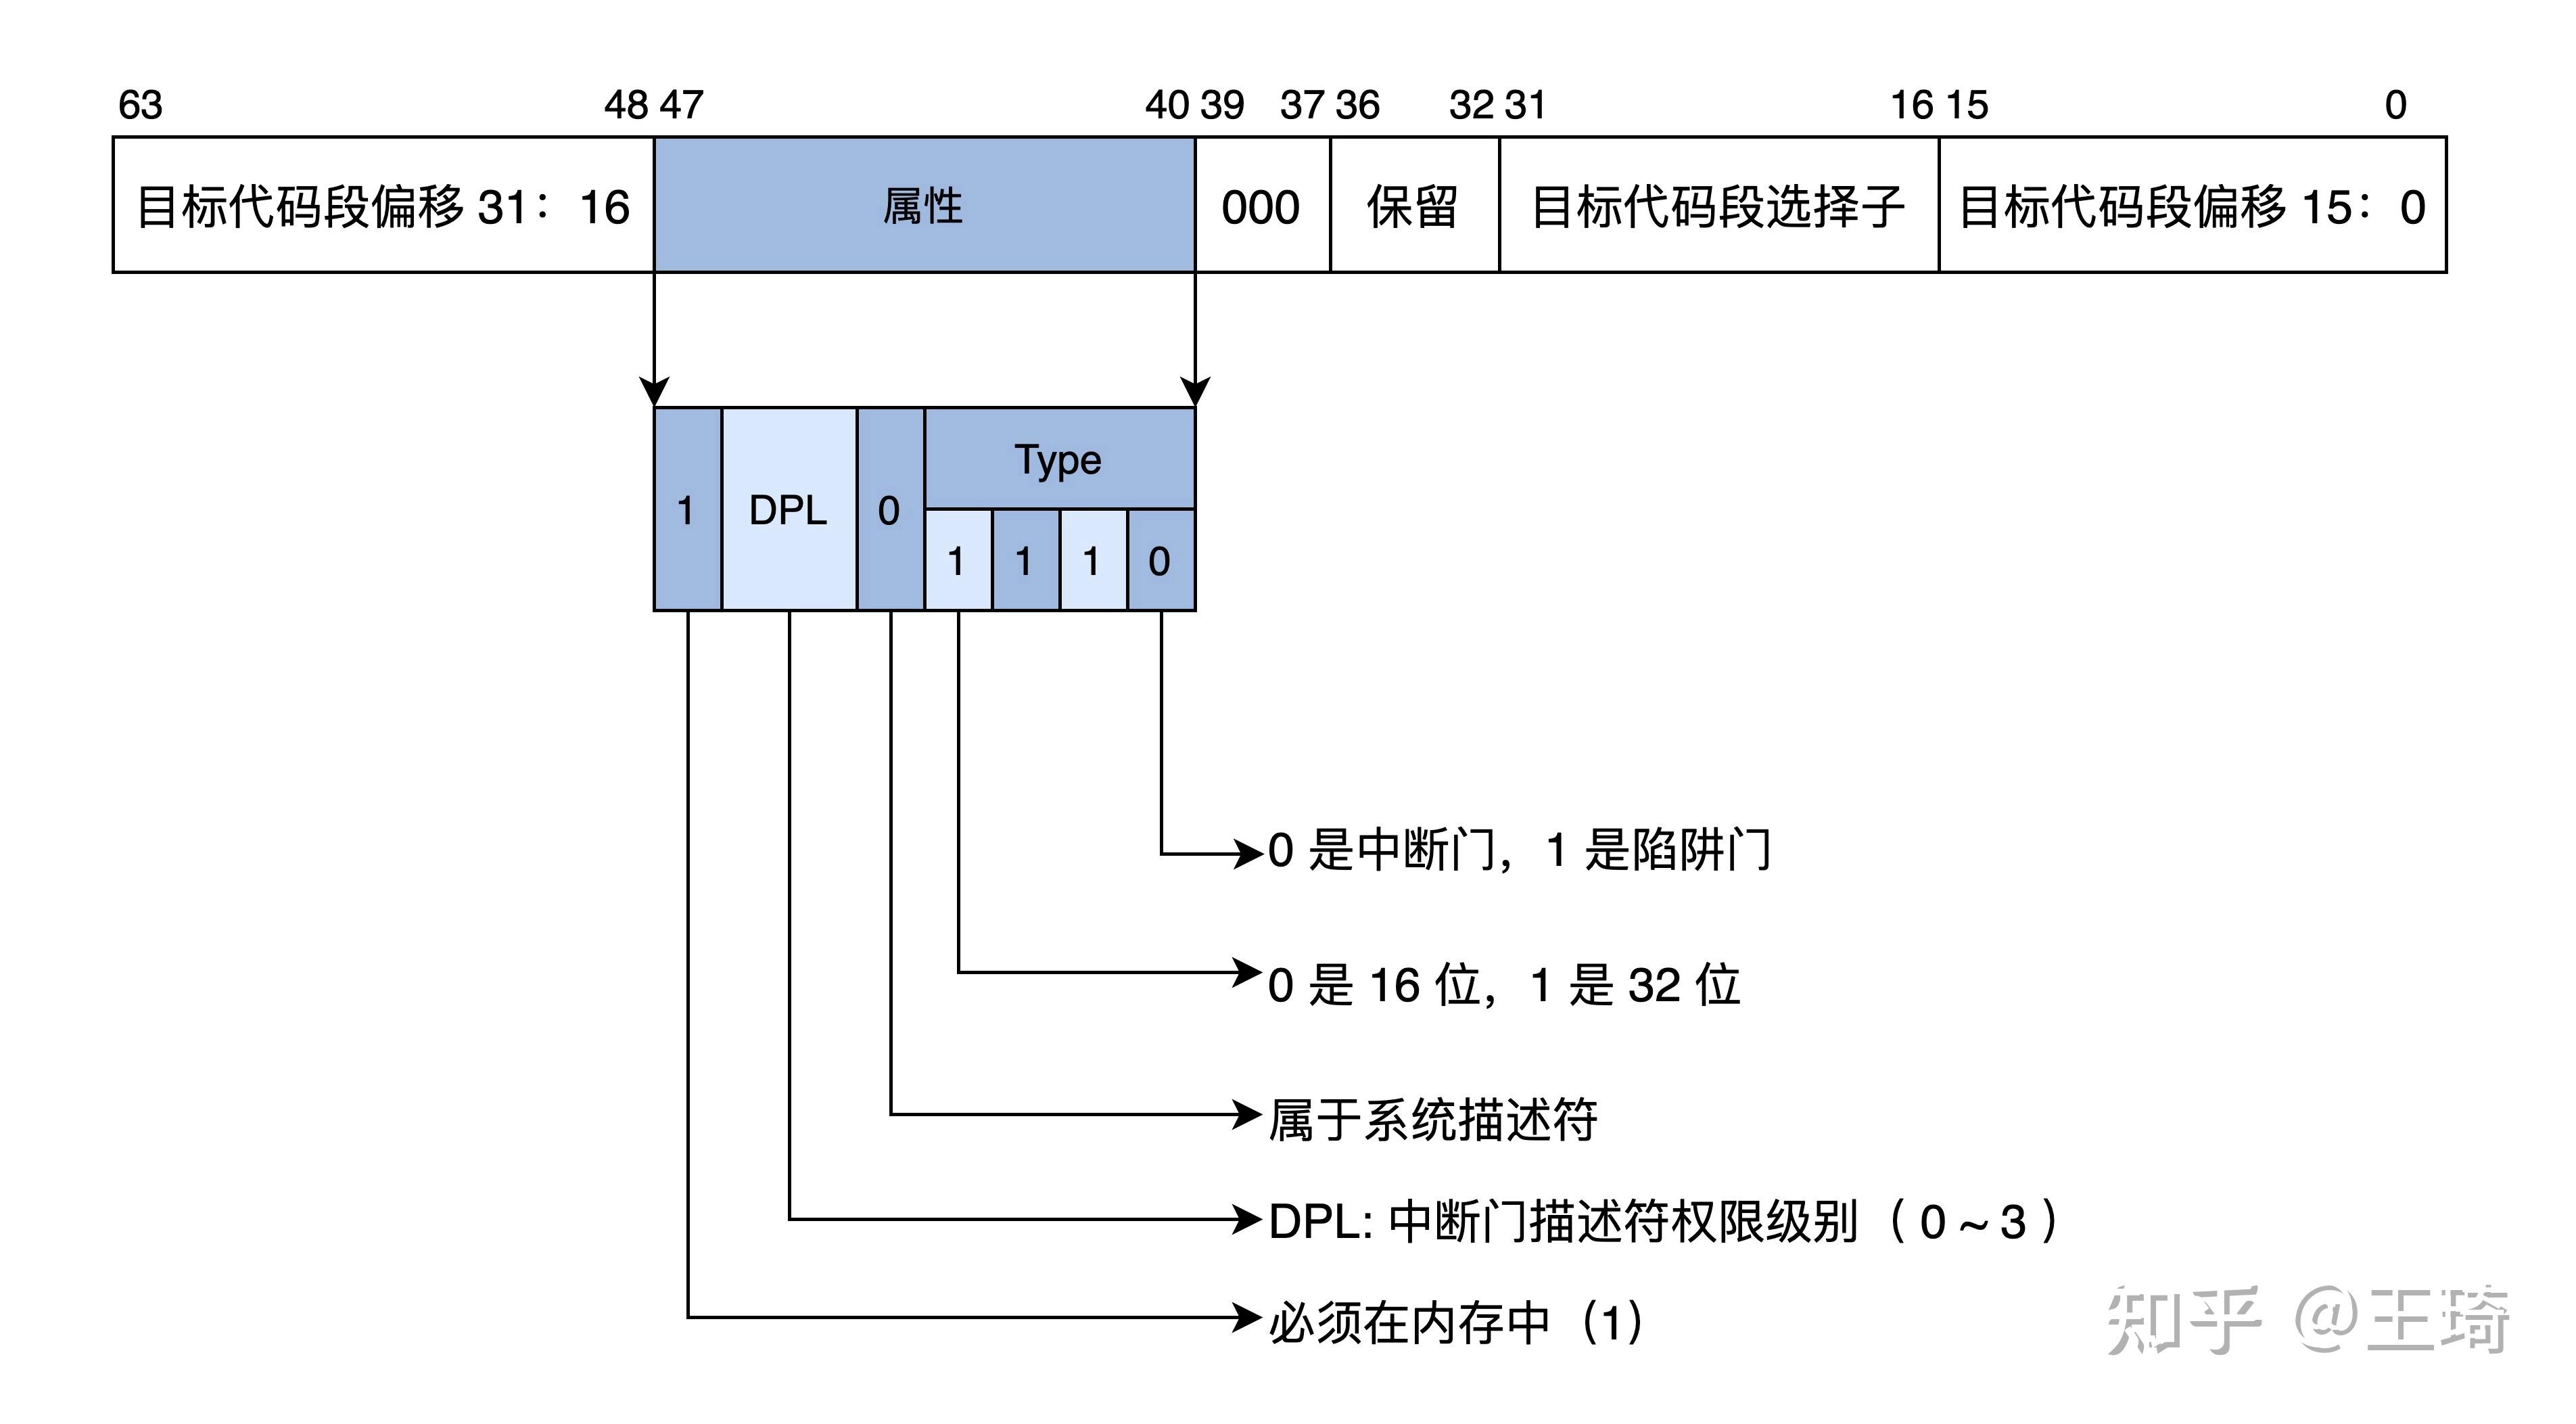 63 48 47 40 39 37 36 32 31 16 15 0
目标代码段偏移 31：16 属性 000 保留 目标代码段选择子 目标代码段偏移 15：0
1 DPL 0 Type
1 1 1 0
0 是中断门，1 是陷阱门
0 是 16 位，1 是 32 位
属于系统描述符
DPL: 中断门描述符权限级别（0 ~ 3）
必须在内存中（1）
知乎 @王琦